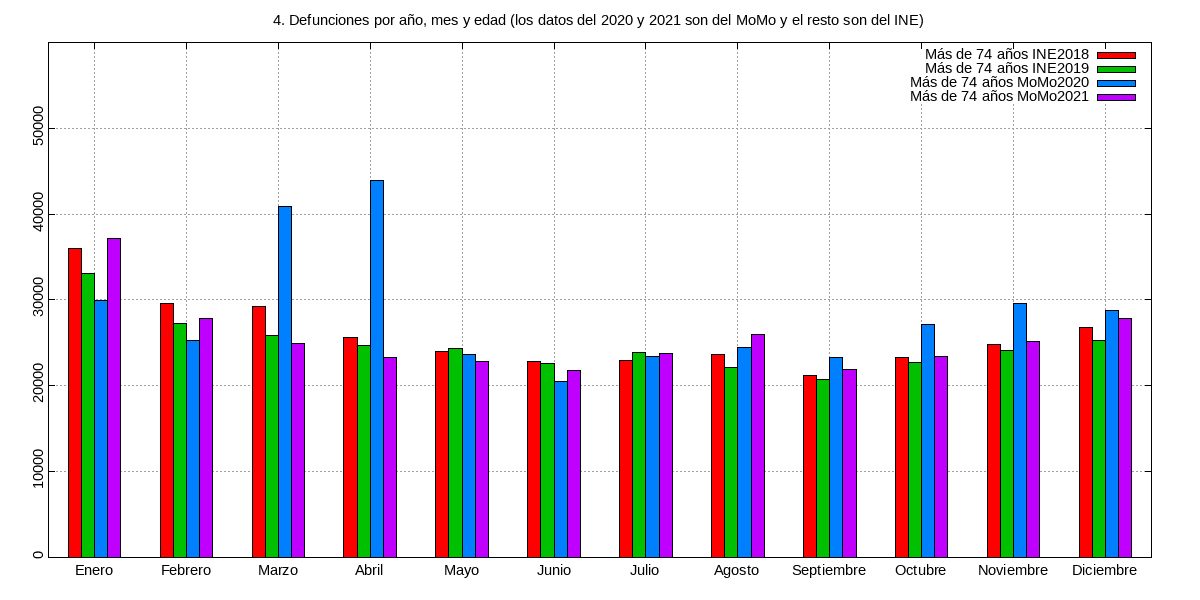 4. Defunciones por año, mes y edad (los datos del 2020 y 2021 son del MoMo y el resto son del INE)
Más de 74 años INE2018
Más de 74 años INE2019
Más de 74 años MoMo2020
Más de 74 años MoMo2021
50000
40000
30000
20000
10000
0
Enero Febrero Marzo Abril Mayo Junio Julio Agosto Septiembre Octubre Noviembre Diciembre